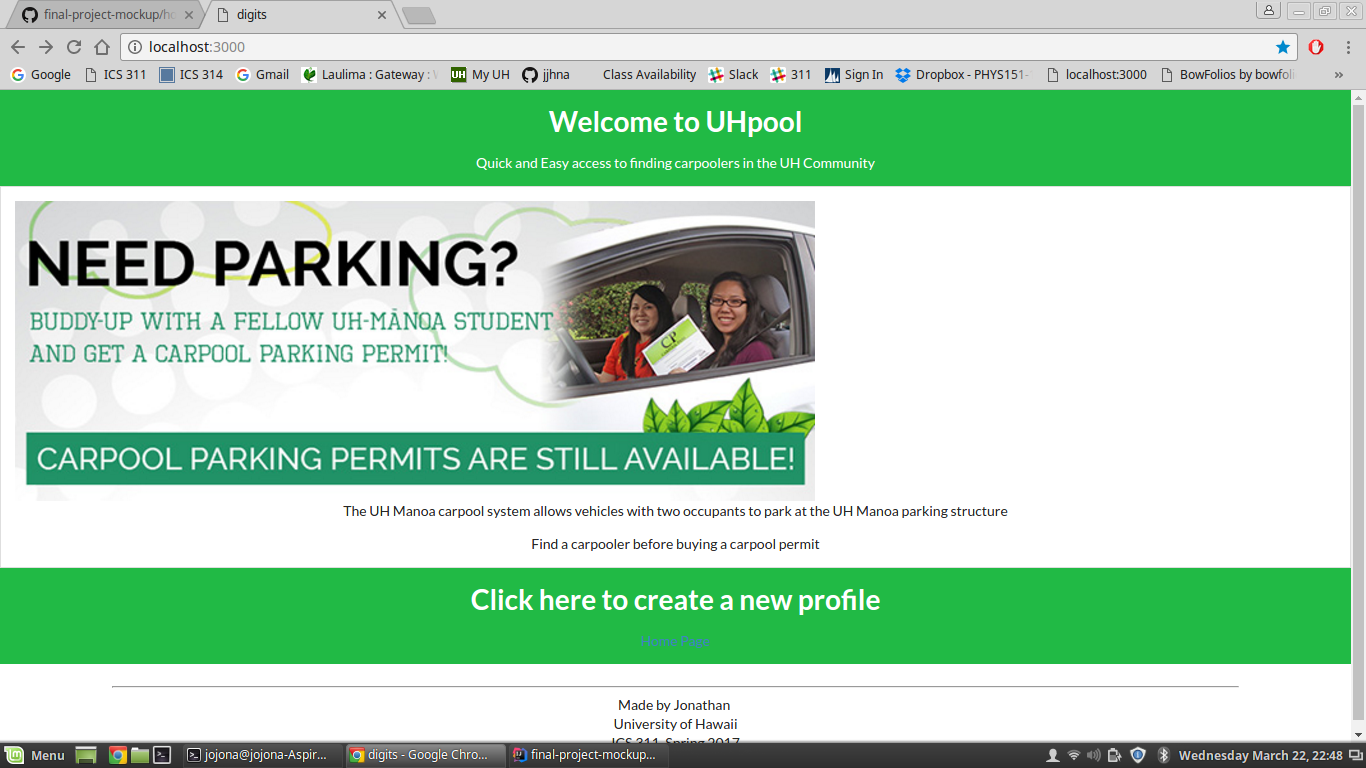 final-project-mockup/ho
digits
localhost:3000
Google
ICS 311
ICS 314
Gmail
Laulima : Gateway :
UH
My UH
jjhna
Class Availability
Slack
311
Sign In
Dropbox - PHYS151-
localhost:3000
BowFolios by bowfoli
»
Welcome to UHpool
Quick and Easy access to finding carpoolers in the UH Community
NEED PARKING?
BUDDY-UP WITH A FELLOW UH-MĀNOA STUDENT
AND GET A CARPOOL PARKING PERMIT!
CP
CARPOOL PARKING PERMITS ARE STILL AVAILABLE!
The UH Manoa carpool system allows vehicles with two occupants to park at the UH Manoa parking structure
Find a carpooler before buying a carpool permit
Click here to create a new profile
Home Page
Made by Jonathan
University of Hawaii
ICS 311, Spring 2017
Menu
jojona@jojona-Aspir...
digits - Google Chro...
final-project-mockup...
Wednesday March 22, 22:48